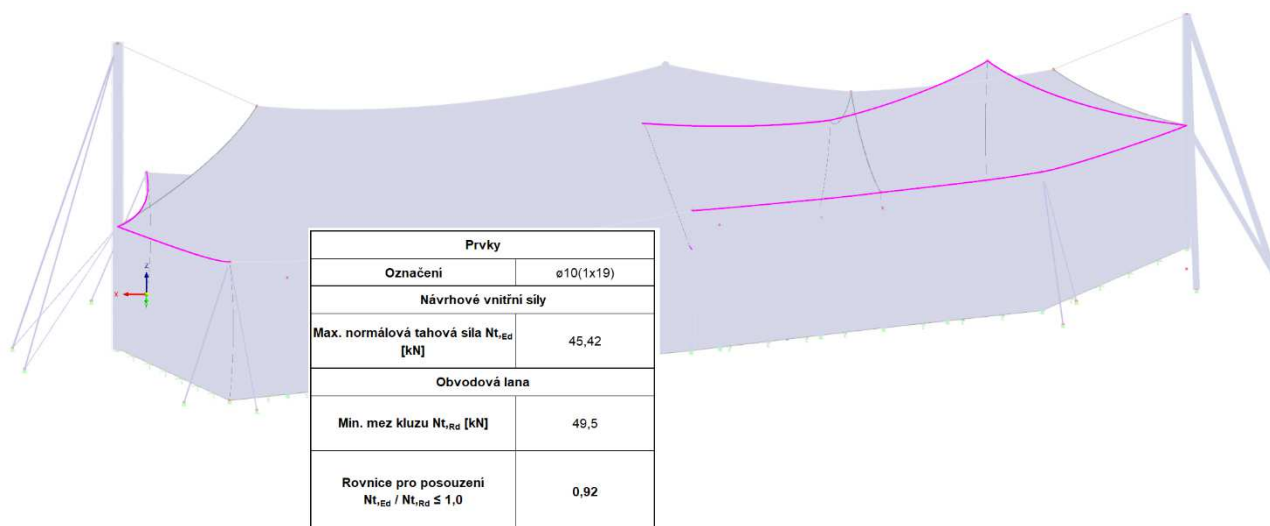 Prvky
Označení ø10(1x19)
Návrhové vnitřní síly
Max. normálová tahová síla Nt,Ed
[kN] 45,42
Obvodová lana
Min. mez kluzu Nt,Rd [kN] 49,5
Rovnice pro posouzení
Nt,Ed / Nt,Rd ≤ 1,0 0,92
X
Z